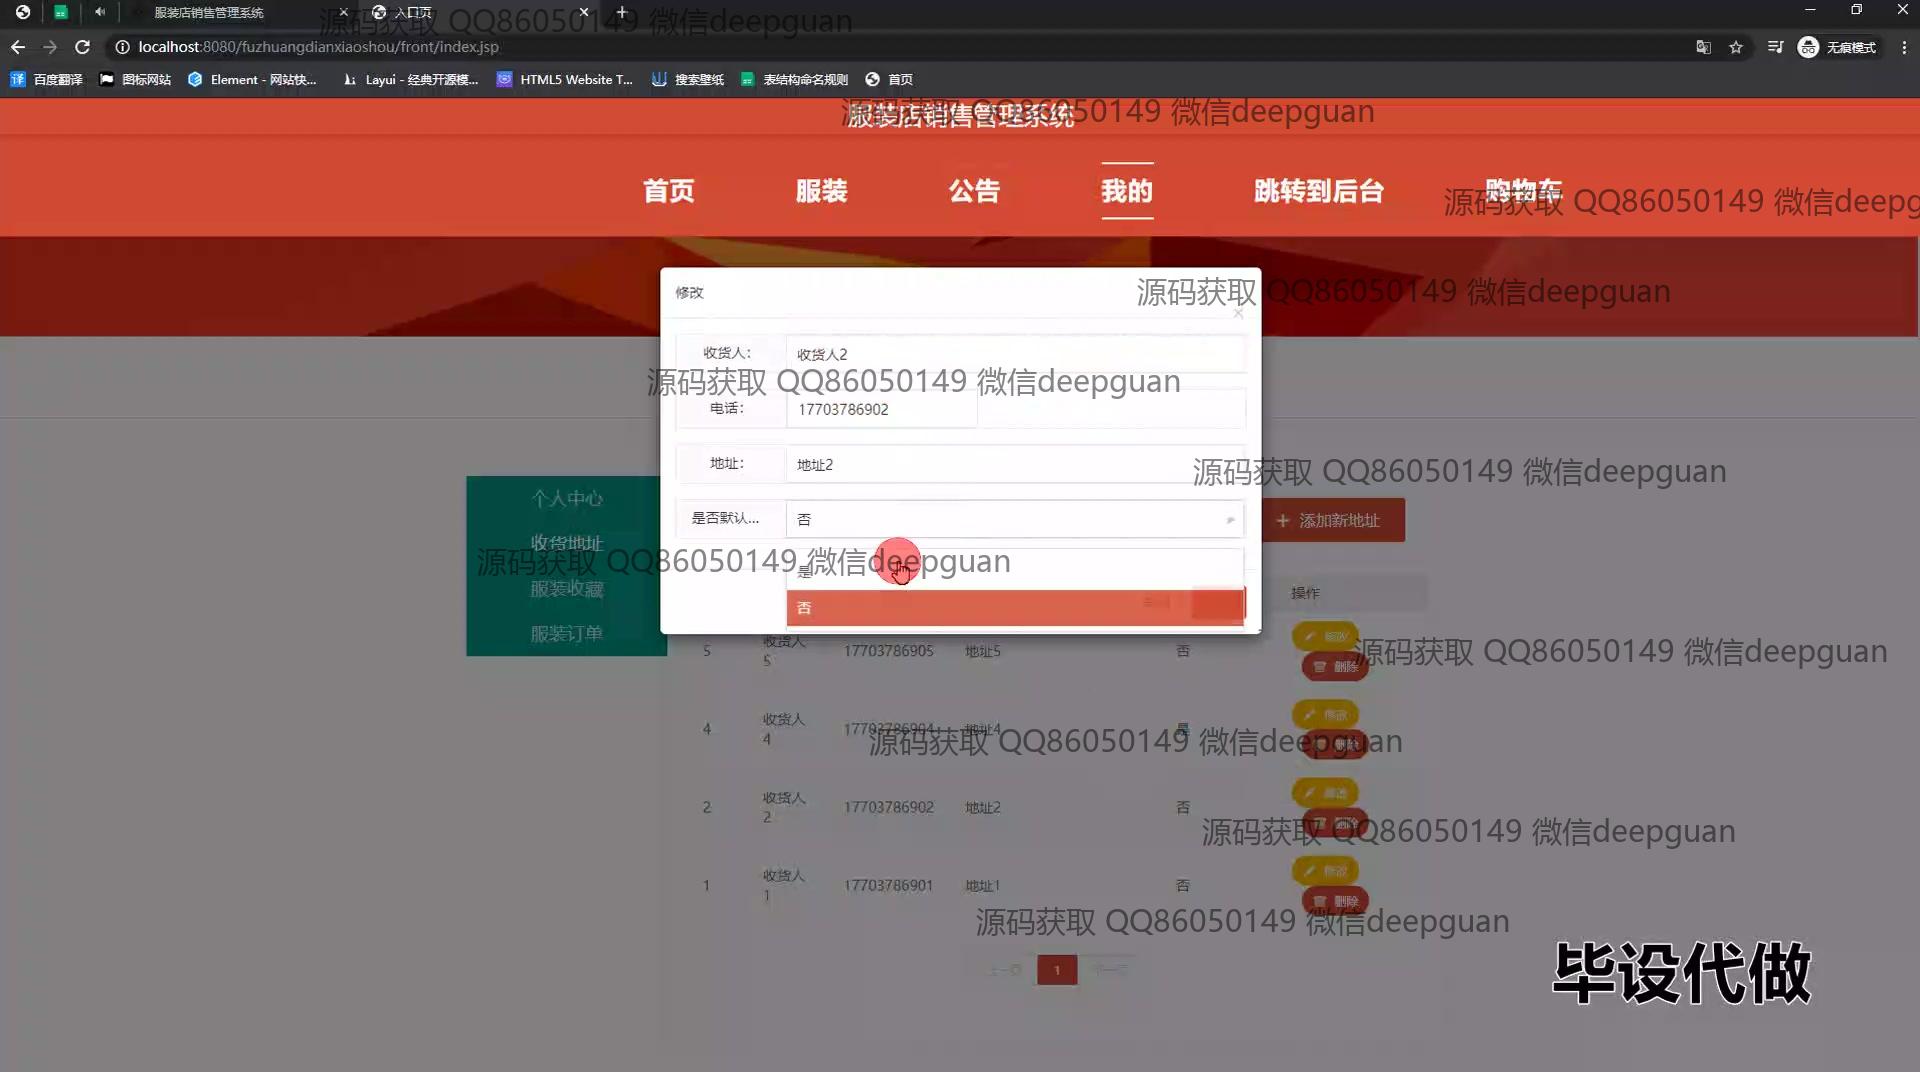 服装店销售管理系统
入口页
localhost:8080/fuzhuangdianxiaoshou/front/index.jsp
无痕模式
百度翻译
图标网站
Element - 网站快...
Layui - 经典开源模...
HTML5 Website T...
搜索壁纸
表结构命名规则
首页
源码获取 QQ86050149 微信deepguan
服装店销售管理系统
源码获取 QQ86050149 微信deepguan
首页
服装
公告
我的
跳转到后台
购物车
源码获取 QQ86050149 微信deepg
修改
源码获取 QQ86050149 微信deepguan
收货人：
收货人2
源码获取 QQ86050149 微信deepguan
电话：
17703786902
地址：
地址2
源码获取 QQ86050149 微信deepguan
是否默认...
否
是
否
源码获取 QQ86050149 微信deepguan
个人中心
收货地址
服装收藏
服装订单
添加新地址
操作
5
收货人
5
17703786905
地址5
否
修改
删除
源码获取 QQ86050149 微信deepguan
4
收货人
4
17703786904
地址4
是
修改
删除
源码获取 QQ86050149 微信deepguan
2
收货人
2
17703786902
地址2
否
修改
删除
源码获取 QQ86050149 微信deepguan
1
收货人
1
17703786901
地址1
否
修改
删除
源码获取 QQ86050149 微信deepguan
上一页
1
下一页
毕设代做